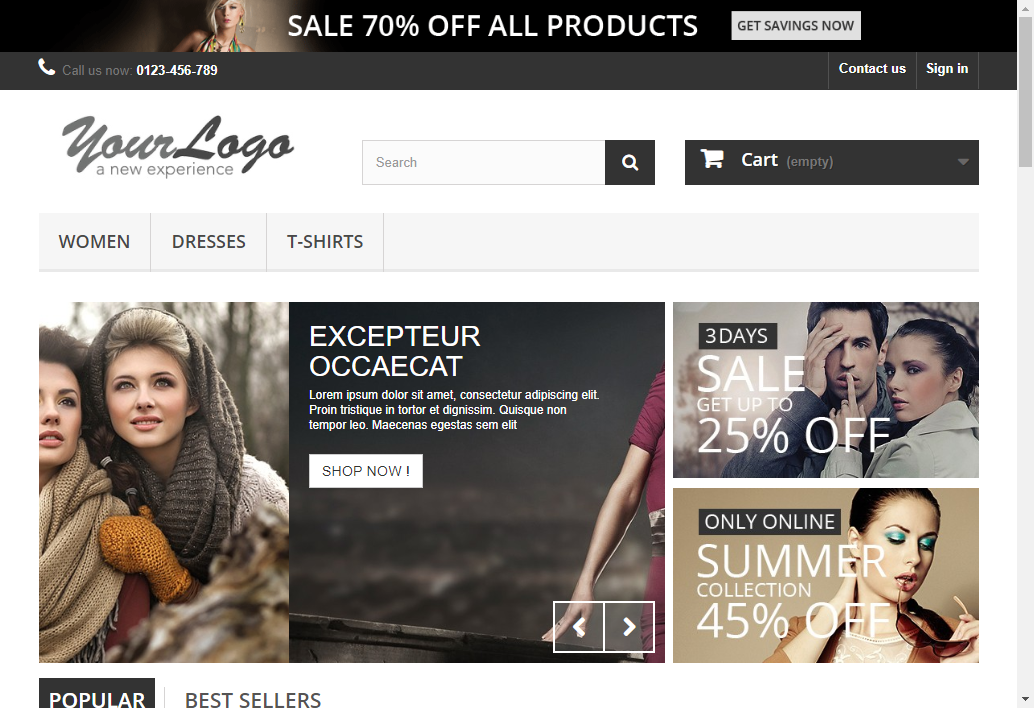 SALE 70% OFF ALL PRODUCTS
GET SAVINGS NOW
Call us now: 0123-456-789
Contact us
Sign in
YourLogo
a new experience
Search
Cart (empty)
WOMEN
DRESSES
T-SHIRTS
EXCEPTEUR
OCCAECAT
Lorem ipsum dolor sit amet, consectetur adipiscing elit.
Proin tristique in tortor et dignissim. Quisque non
tempor leo. Maecenas egestas sem elit
SHOP NOW !
3 DAYS
SALE
GET UP TO
25% OFF
ONLY ONLINE
SUMMER
COLLECTION
45% OFF
POPULAR
BEST SELLERS